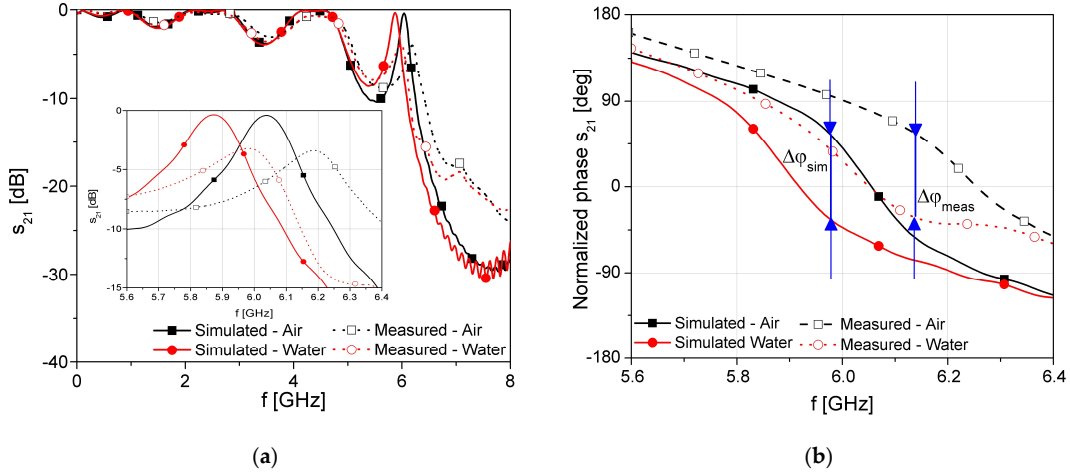 0
-10
-20
-30
-40
s21 [dB]
0
-5
-10
-15
s21 [dB]
5.6 5.7 5.8 5.9 6.0 6.1 6.2 6.3 6.4
f [GHz]
Simulated - Air
Measured - Air
Simulated - Water
Measured - Water
0 2 4 6 8
f [GHz]
(a)
180
90
0
-90
-180
Normalized phase s21 [deg]
Δφsim
Δφmeas
Simulated - Air
Measured - Air
Simulated Water
Measured - Water
5.6 5.8 6.0 6.2 6.4
f [GHz]
(b)